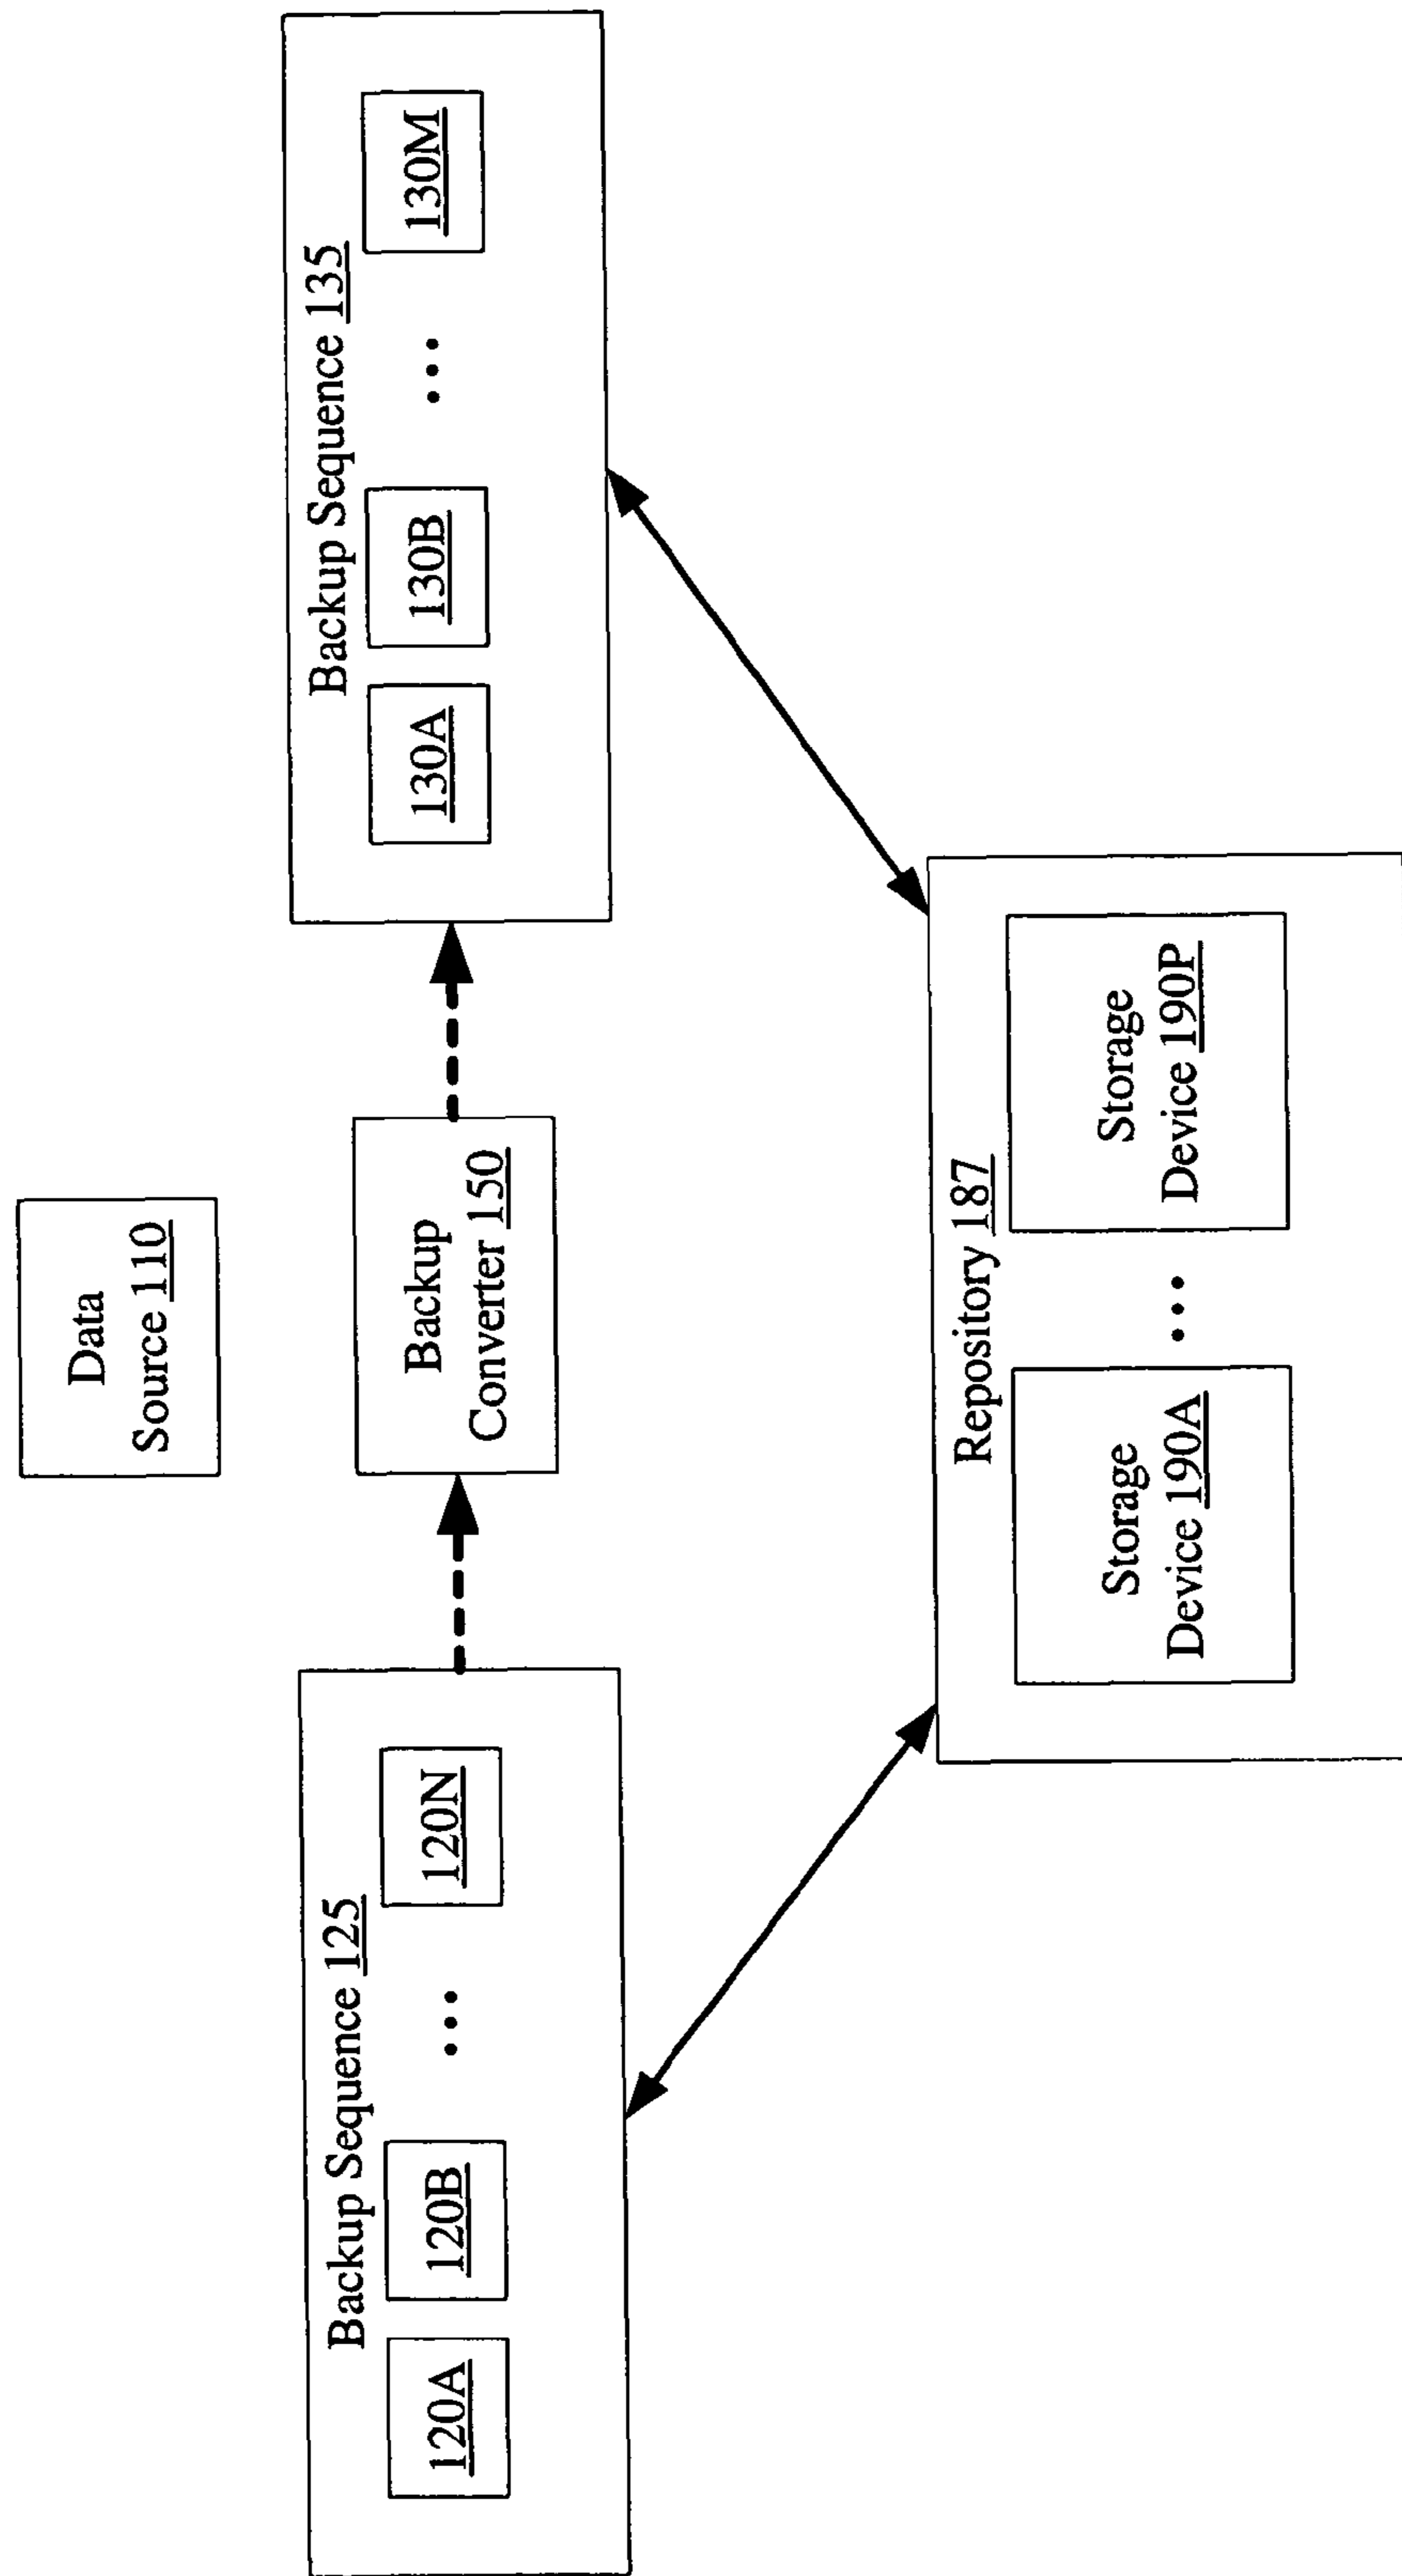 Data
Source 110
Backup Sequence 125
120A
120B
...
120N
Backup
Converter 150
Backup Sequence 135
130A
130B
...
130M
Repository 187
Storage
Device 190A
...
Storage
Device 190P